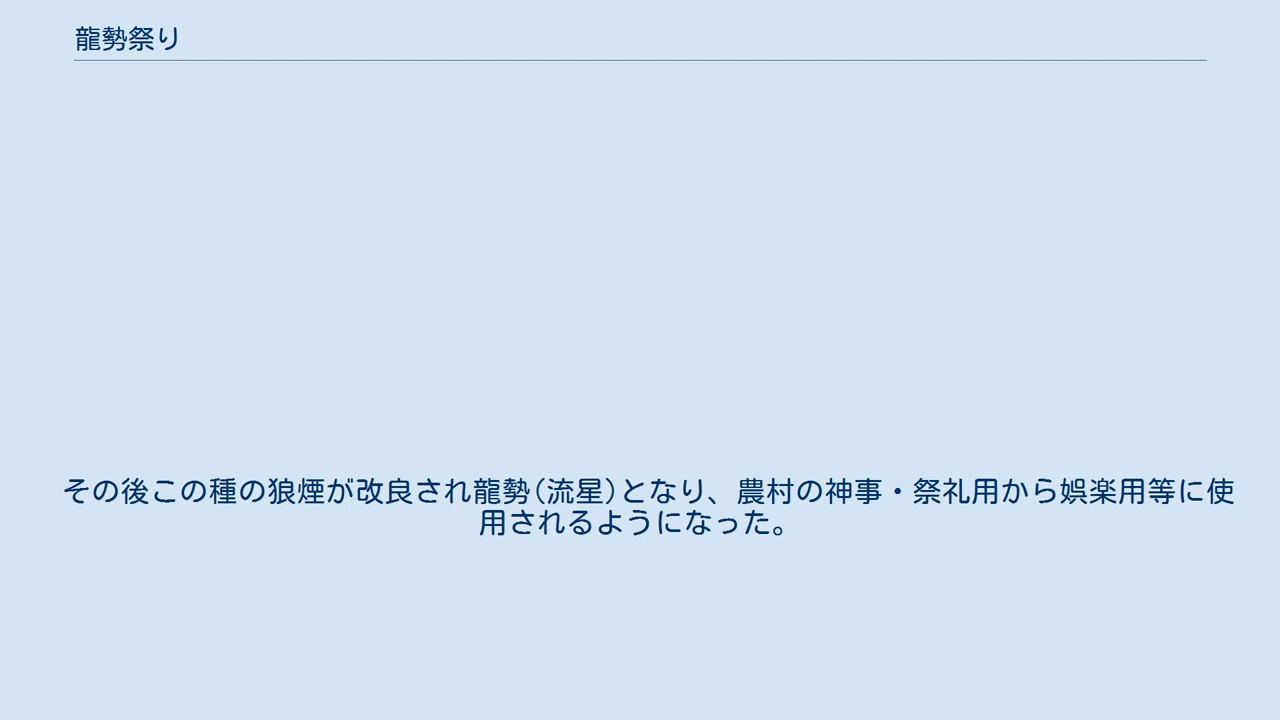 龍勢祭り
その後この種の狼煙が改良され龍勢(流星)となり、農村の神事・祭礼用から娯楽用等に使
用されるようになった。